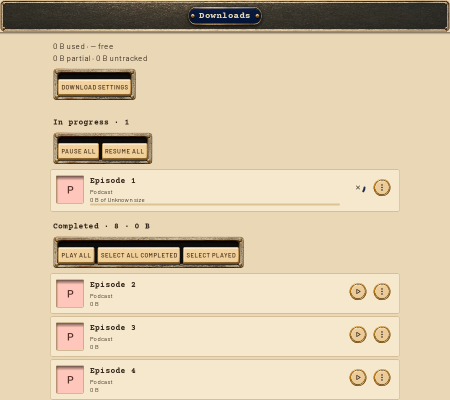 Downloads
0 B used · — free
0 B partial · 0 B untracked
DOWNLOAD SETTINGS
In progress · 1
PAUSE ALL RESUME ALL
P
Episode 1
Podcast
0 B of Unknown size
Completed · 8 · 0 B
PLAY ALL SELECT ALL COMPLETED SELECT PLAYED
P
Episode 2
Podcast
0 B
P
Episode 3
Podcast
0 B
P
Episode 4
Podcast
0 B